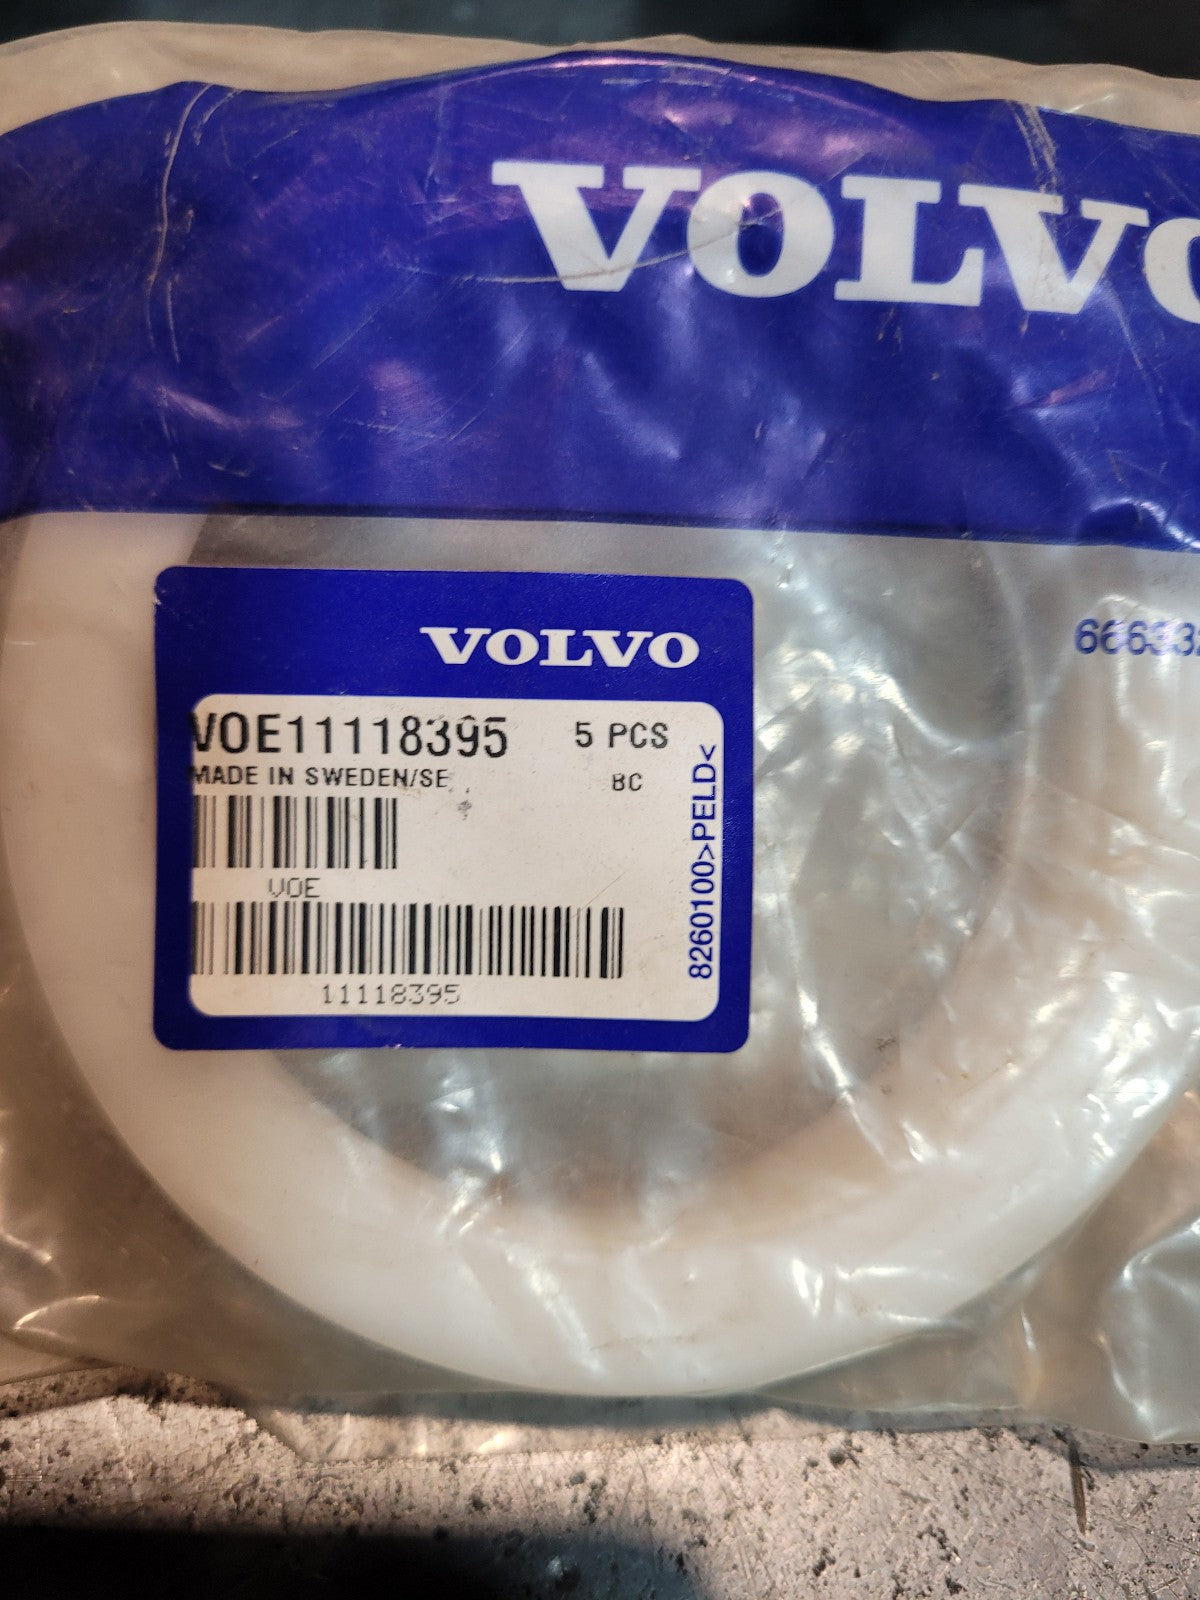 VOLVO
VOLVO
VOE11118395 5 PCS
MADE IN SWEDEN/SE BC
VOE
11118395
8260100>PELD<